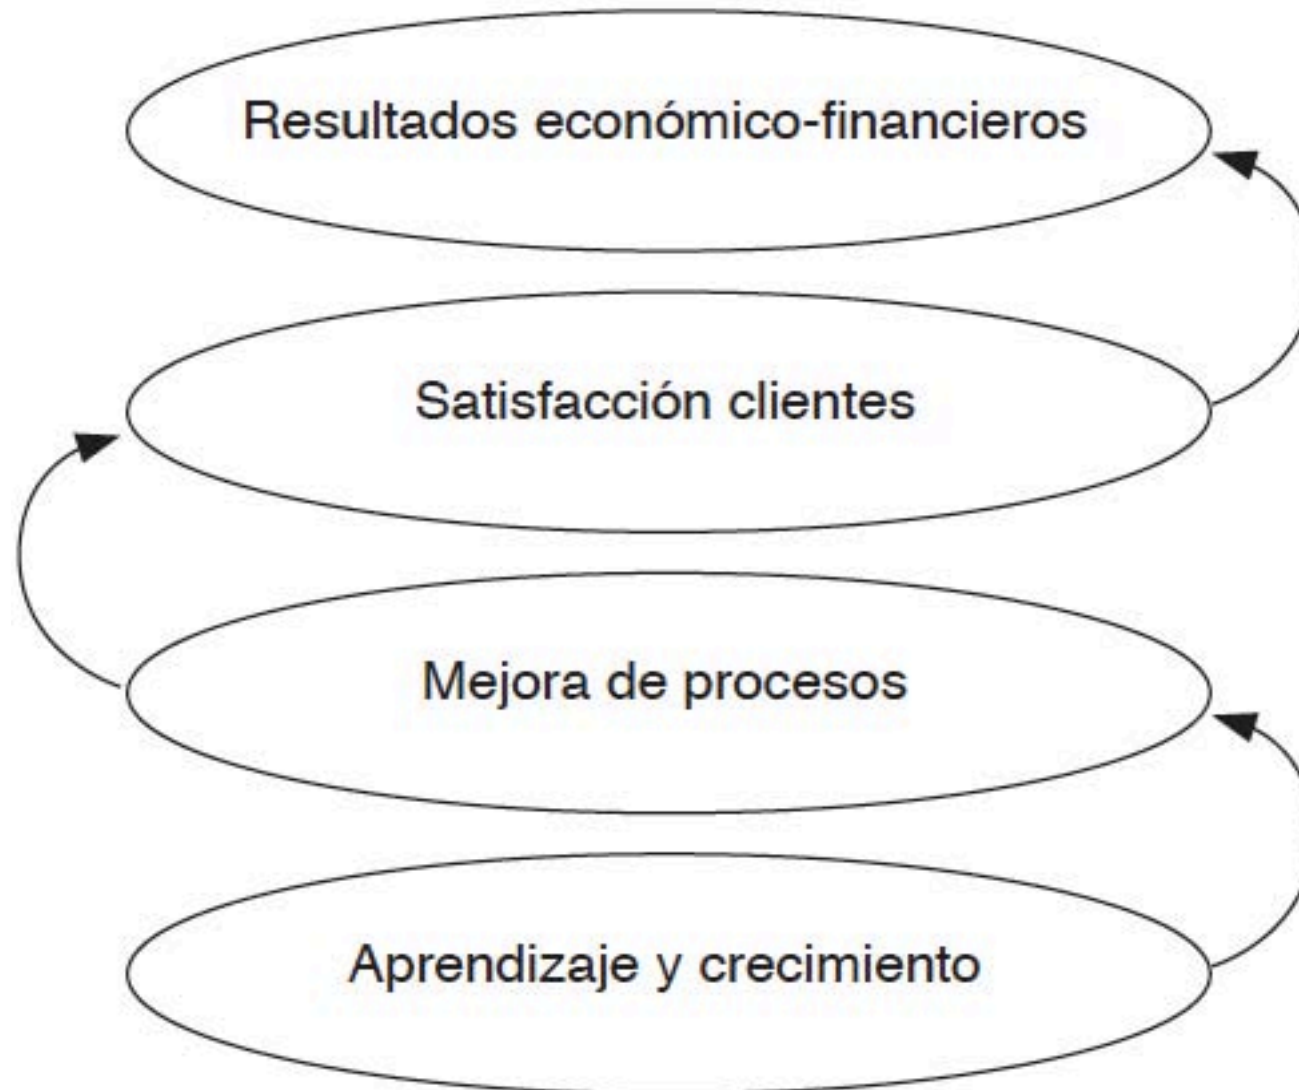 Resultados económico-financieros
Satisfacción clientes
Mejora de procesos
Aprendizaje y crecimiento